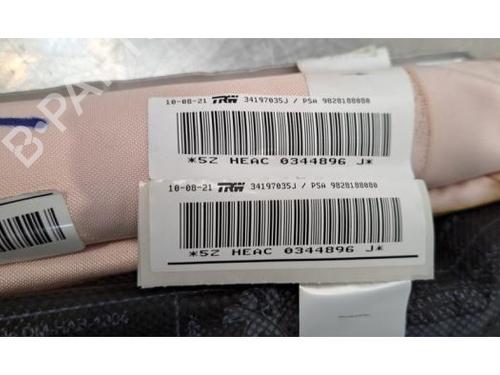 10-08-21 TRW 34197035J / PSA 9828188080
*5Z HEAC 0344896 J*
10-08-21 TRW 34197035J / PSA 9828188080
*5Z HEAC 0344896 J*
B-PARTS